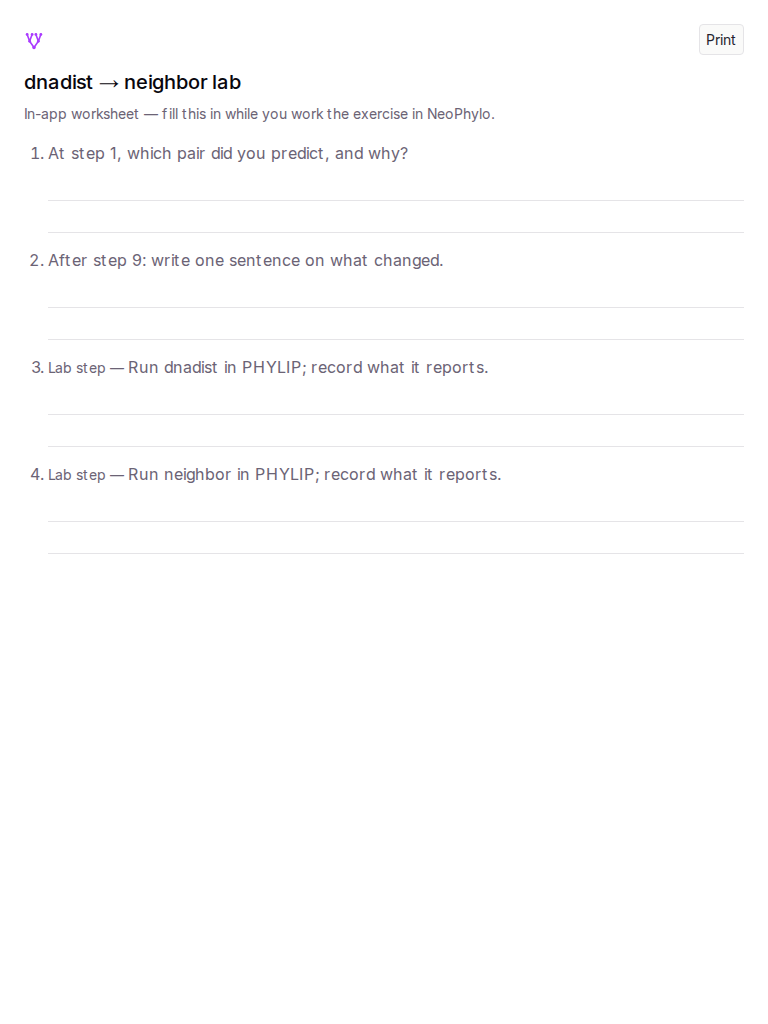 Print
dnadist → neighbor lab
In-app worksheet — fill this in while you work the exercise in NeoPhylo.
1. At step 1, which pair did you predict, and why?
2. After step 9: write one sentence on what changed.
3. Lab step — Run dnadist in PHYLIP; record what it reports.
4. Lab step — Run neighbor in PHYLIP; record what it reports.